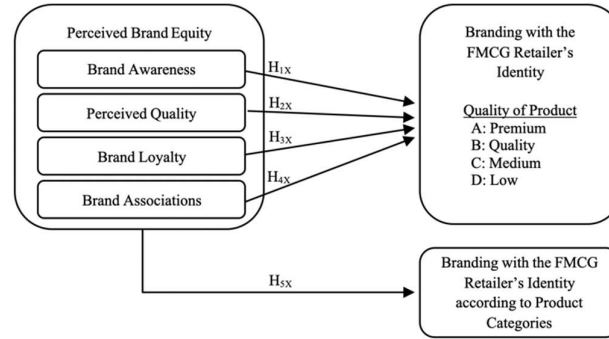 Perceived Brand Equity
Brand Awareness
Perceived Quality
Brand Loyalty
Brand Associations
H1X
H2X
H3X
H4X
Branding with the
FMCG Retailer's
Identity
Quality of Product
A: Premium
B: Quality
C: Medium
D: Low
H5X
Branding with the FMCG
Retailer's Identity
according to Product
Categories